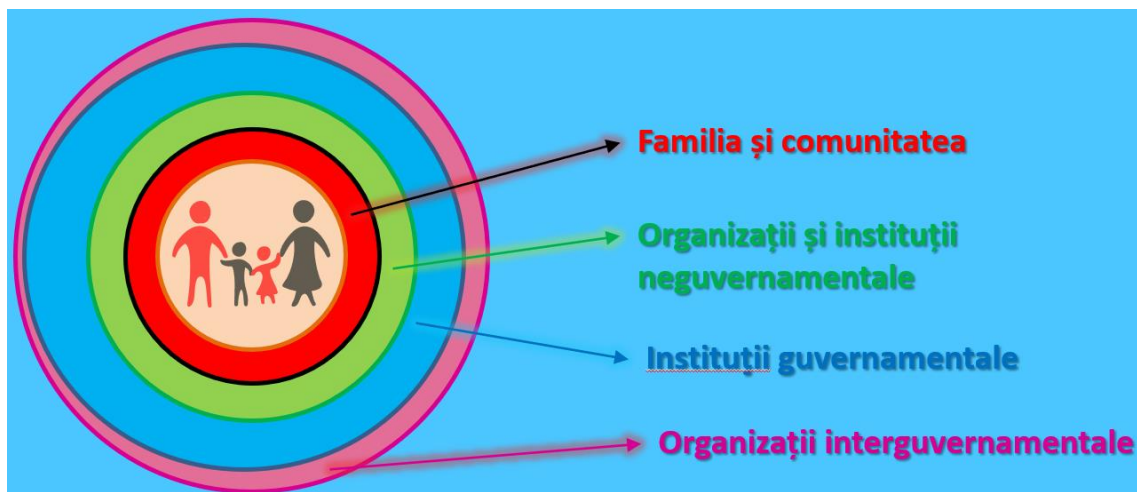 Familia și comunitatea
Organizații și instituții
neguvernamentale
Instituții guvernamentale
Organizații interguvernamentale